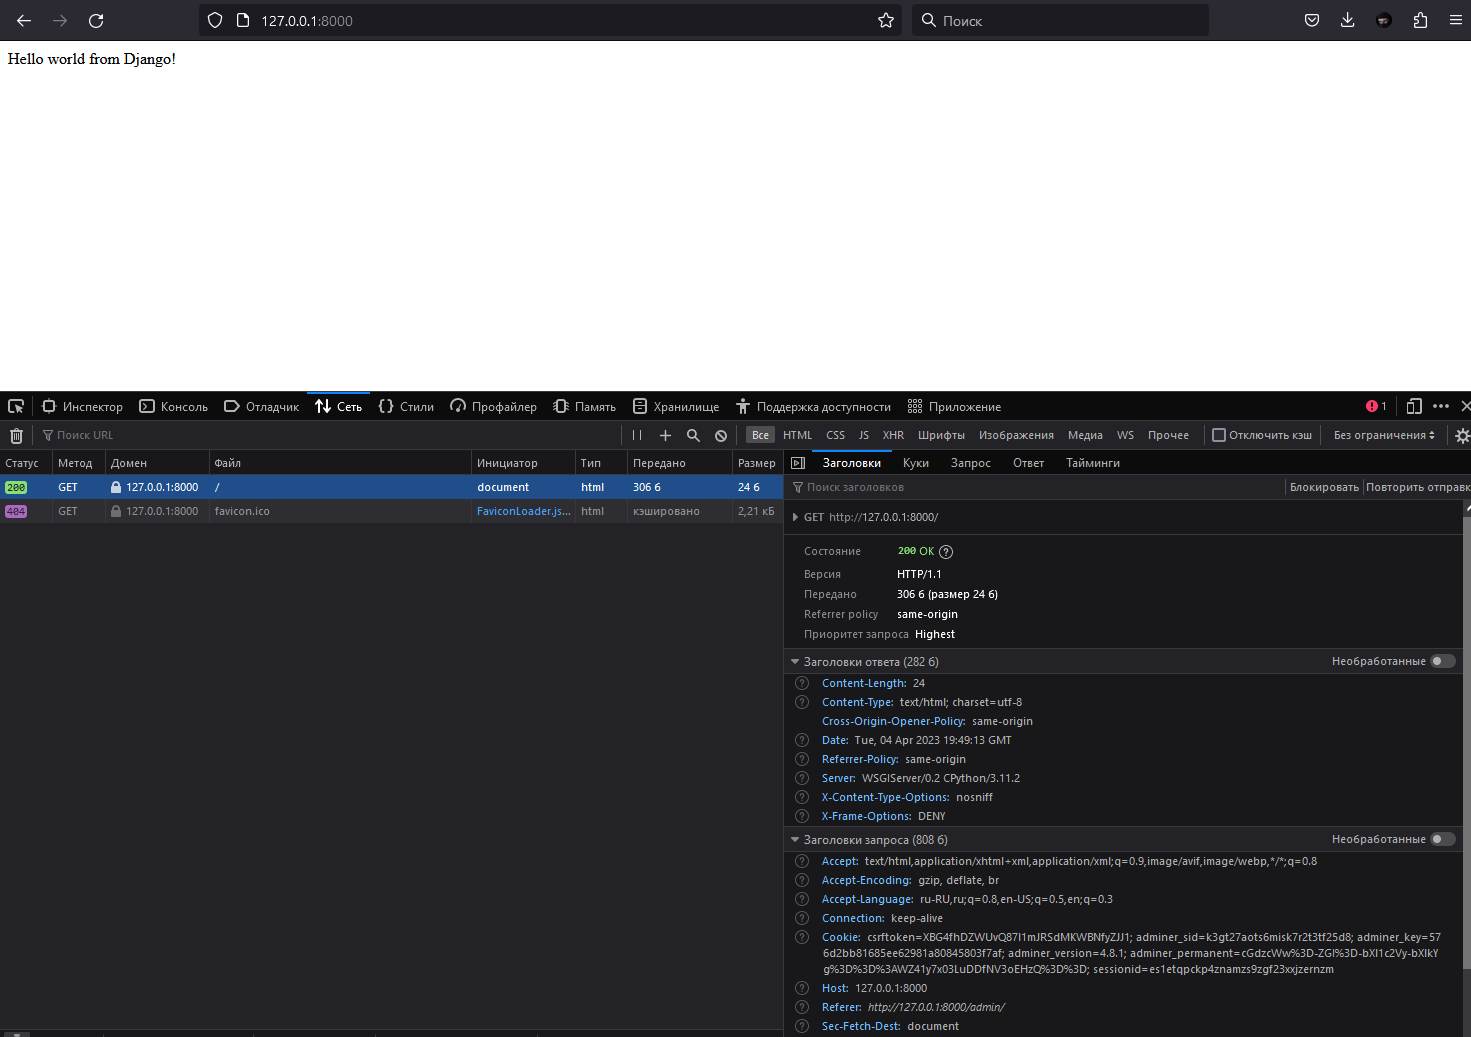 127.0.0.1:8000 Поиск
Hello world from Django!
Инспектор Консоль Отладчик Сеть Стили Профайлер Память Хранилище Поддержка доступности Приложение 1
Поиск URL Все HTML CSS JS XHR Шрифты Изображения Медиа WS Прочее Отключить кэш Без ограничения
Статус Метод Домен Файл Инициатор Тип Передано Размер
200 GET 127.0.0.1:8000 / document html 306 б 24 б
404 GET 127.0.0.1:8000 favicon.ico FaviconLoader.js... html кэшировано 2,21 кБ
Заголовки Куки Запрос Ответ Тайминги
Поиск заголовков Блокировать Повторить отправк
GET http://127.0.0.1:8000/
Состояние 200 OK ?
Версия HTTP/1.1
Передано 306 б (размер 24 б)
Referrer policy same-origin
Приоритет запроса Highest
Заголовки ответа (282 б) Необработанные
? Content-Length: 24
? Content-Type: text/html; charset=utf-8
Cross-Origin-Opener-Policy: same-origin
? Date: Tue, 04 Apr 2023 19:49:13 GMT
? Referrer-Policy: same-origin
? Server: WSGIServer/0.2 CPython/3.11.2
? X-Content-Type-Options: nosniff
? X-Frame-Options: DENY
Заголовки запроса (808 б) Необработанные
? Accept: text/html,application/xhtml+xml,application/xml;q=0.9,image/avif,image/webp,*/*;q=0.8
? Accept-Encoding: gzip, deflate, br
? Accept-Language: ru-RU,ru;q=0.8,en-US;q=0.5,en;q=0.3
? Connection: keep-alive
? Cookie: csrftoken=XBG4fhDZWUvQ87I1mJRSdMKWBNfyZJJ1; adminer_sid=k3gt27aots6misk7r2t3tf25d8; adminer_key=57
6d2bb81685ee62981a80845803f7af; adminer_version=4.8.1; adminer_permanent=cGdzcWw%3D-ZGI%3D-bXl1c2Vy-bXlkY
g%3D%3D%3AWZ41y7x03LuDDfNV3oEHzQ%3D%3D; sessionid=es1etqpckp4znamzs9zgf23xxjzernzm
? Host: 127.0.0.1:8000
? Referer: http://127.0.0.1:8000/admin/
? Sec-Fetch-Dest: document